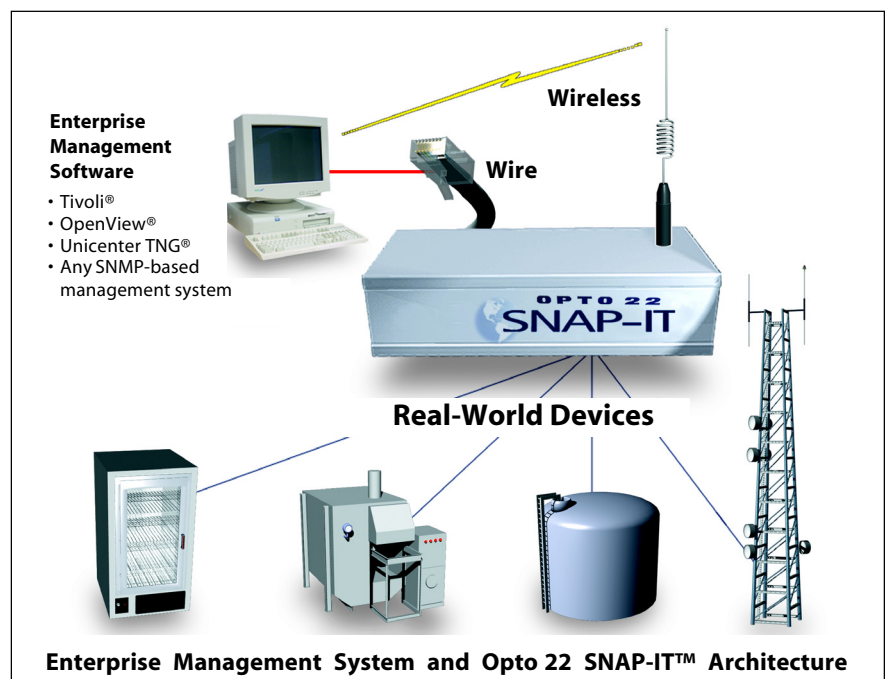 Wireless
Enterprise
Management
Software
Wire
• Tivoli®
• OpenView®
• Unicenter TNG®
• Any SNMP-based
management system
OPTO 22
SNAP-IT
Real-World Devices
Enterprise Management System and Opto 22 SNAP-IT™ Architecture